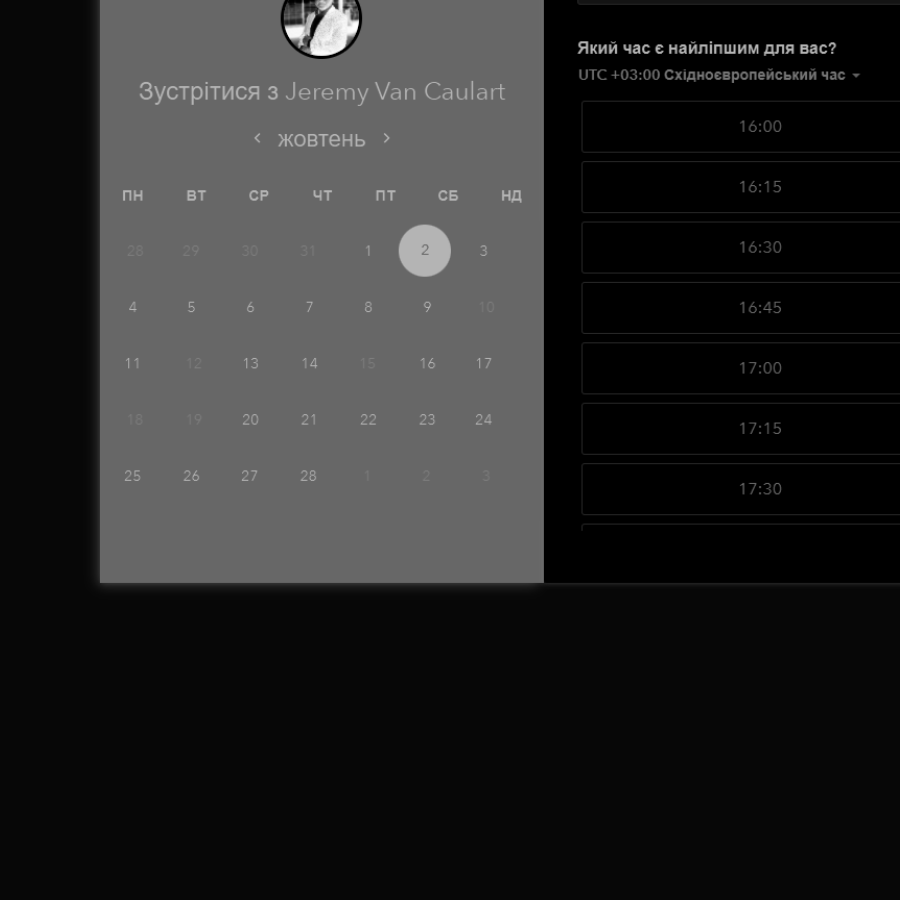 Зустрітися з Jeremy Van Caulart
жовтень
ПН ВТ СР ЧТ ПТ СБ НД
28 29 30 31 1 2 3
4 5 6 7 8 9 10
11 12 13 14 15 16 17
18 19 20 21 22 23 24
25 26 27 28 1 2 3
Який час є найліпшим для вас?
UTC +03:00 Східноєвропейський час
16:00
16:15
16:30
16:45
17:00
17:15
17:30